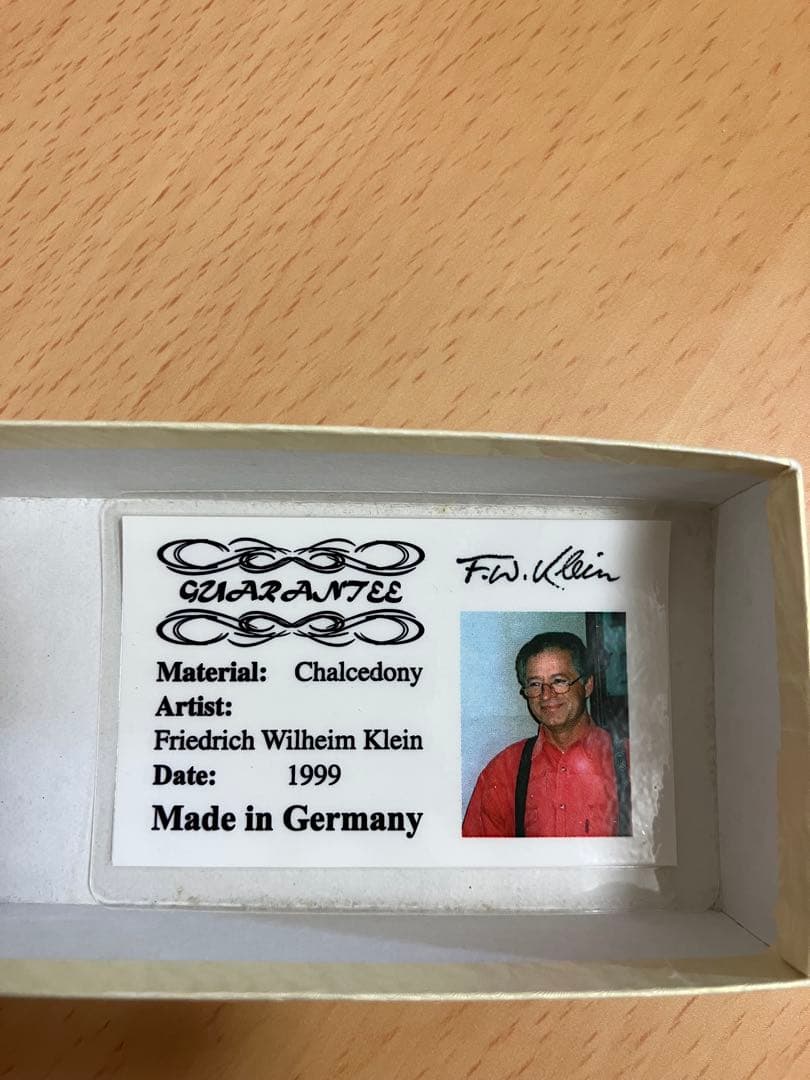 GUARANTEE
F.W. Klein
Material: Chalcedony
Artist:
Friedrich Wilheim Klein
Date: 1999
Made in Germany